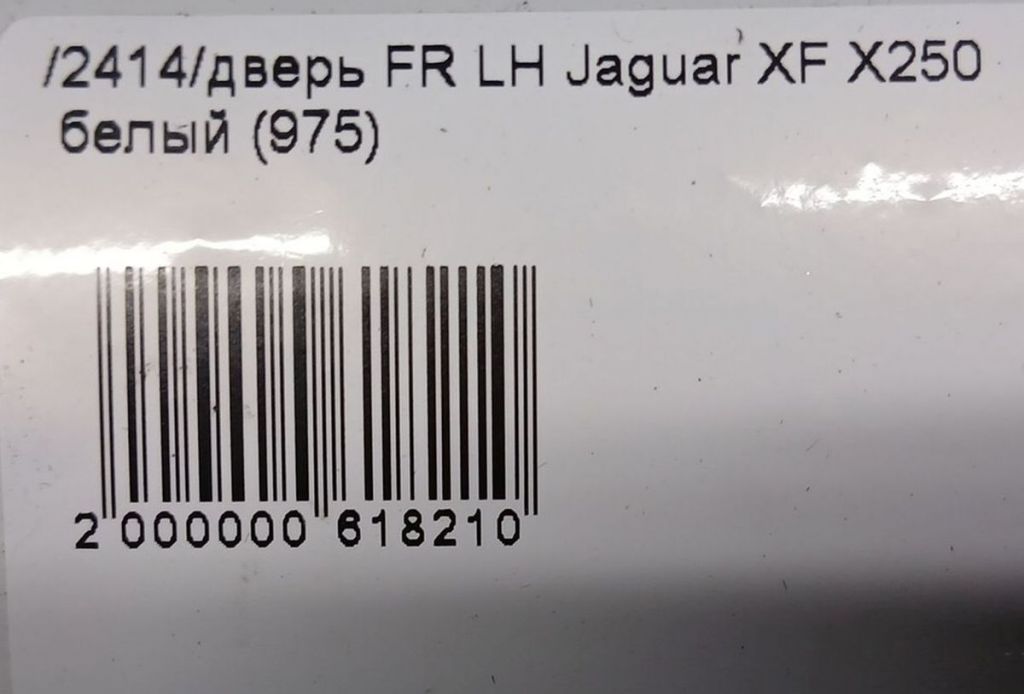 /2414/дверь FR LH Jaguar XF X250
белый (975)
2 000000 618210